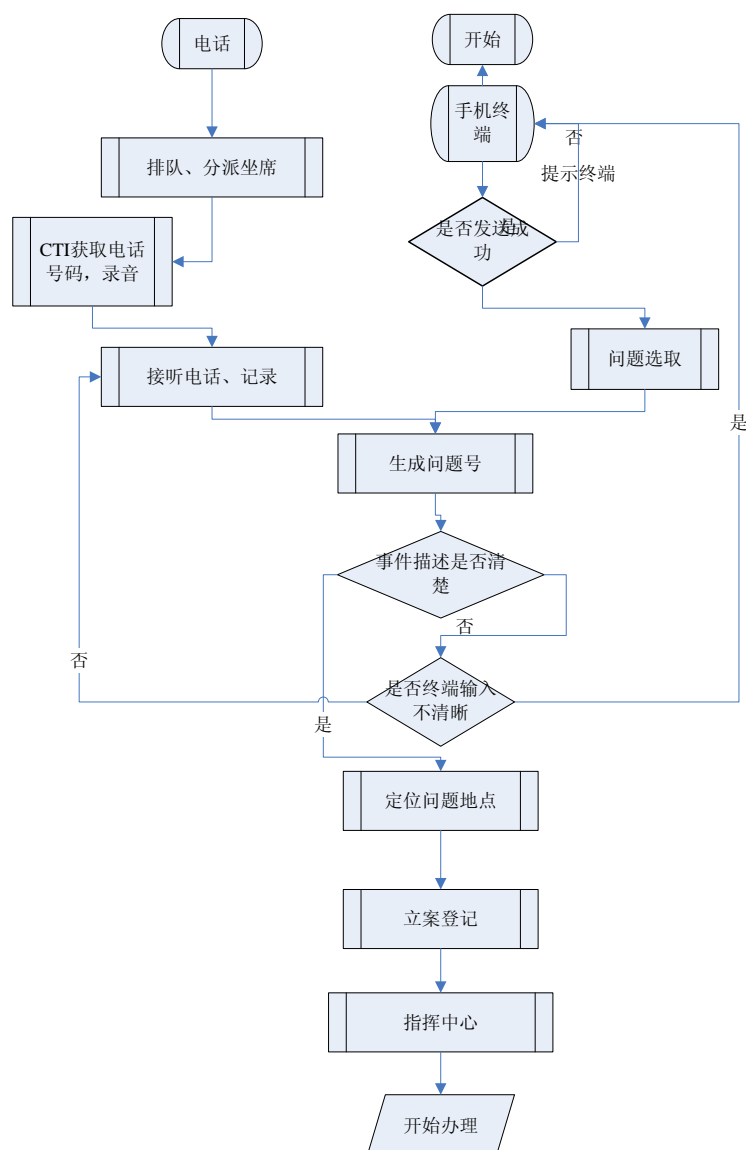 电话
开始
手机终
端
否
提示终端
排队、分派坐席
是否发送成
功
是
CTI获取电话
号码，录音
接听电话、记录
问题选取
是
生成问题号
事件描述是否清
楚
否
否
是否终端输入
不清晰
是
定位问题地点
立案登记
指挥中心
开始办理